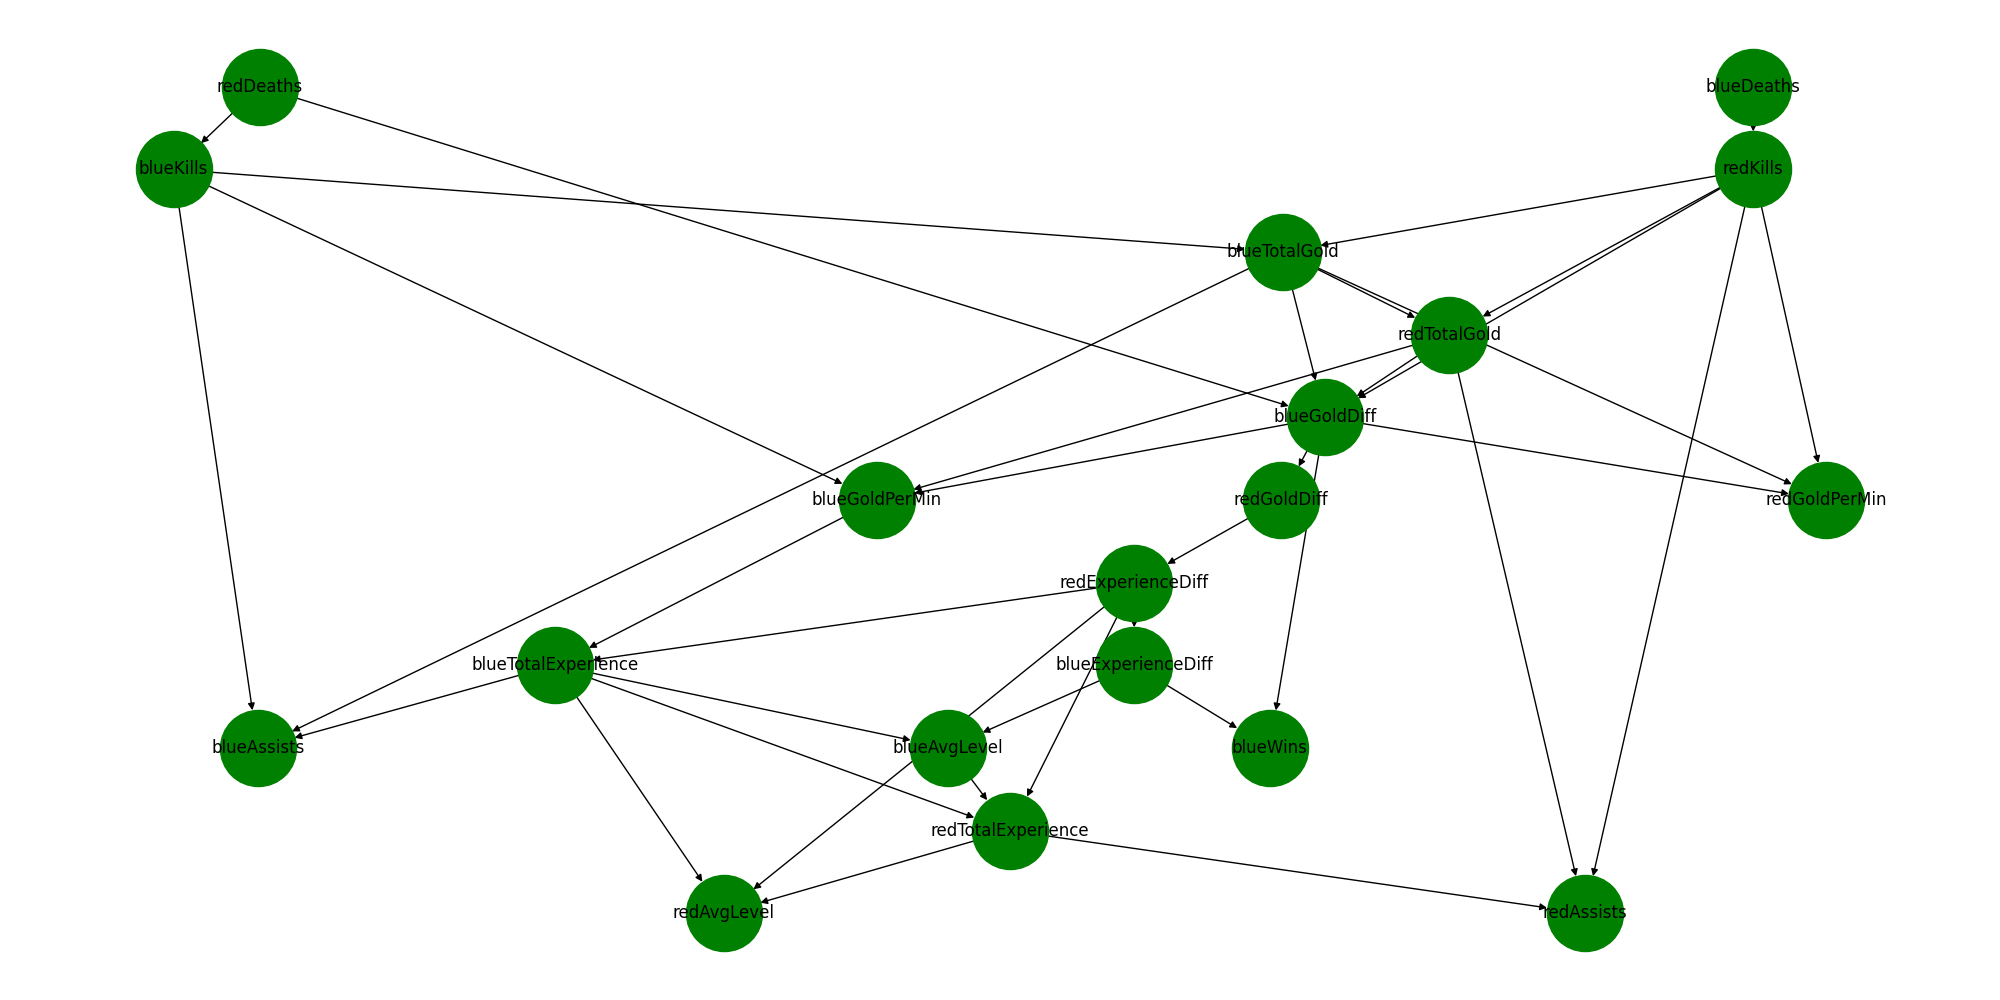 redDeaths
blueDeaths
blueKills
redKills
blueTotalGold
redTotalGold
blueGoldDiff
blueGoldPerMin
redGoldDiff
redGoldPerMin
redExperienceDiff
blueTotalExperience
blueExperienceDiff
blueAssists
blueAvgLevel
blueWins
redTotalExperience
redAvgLevel
redAssists